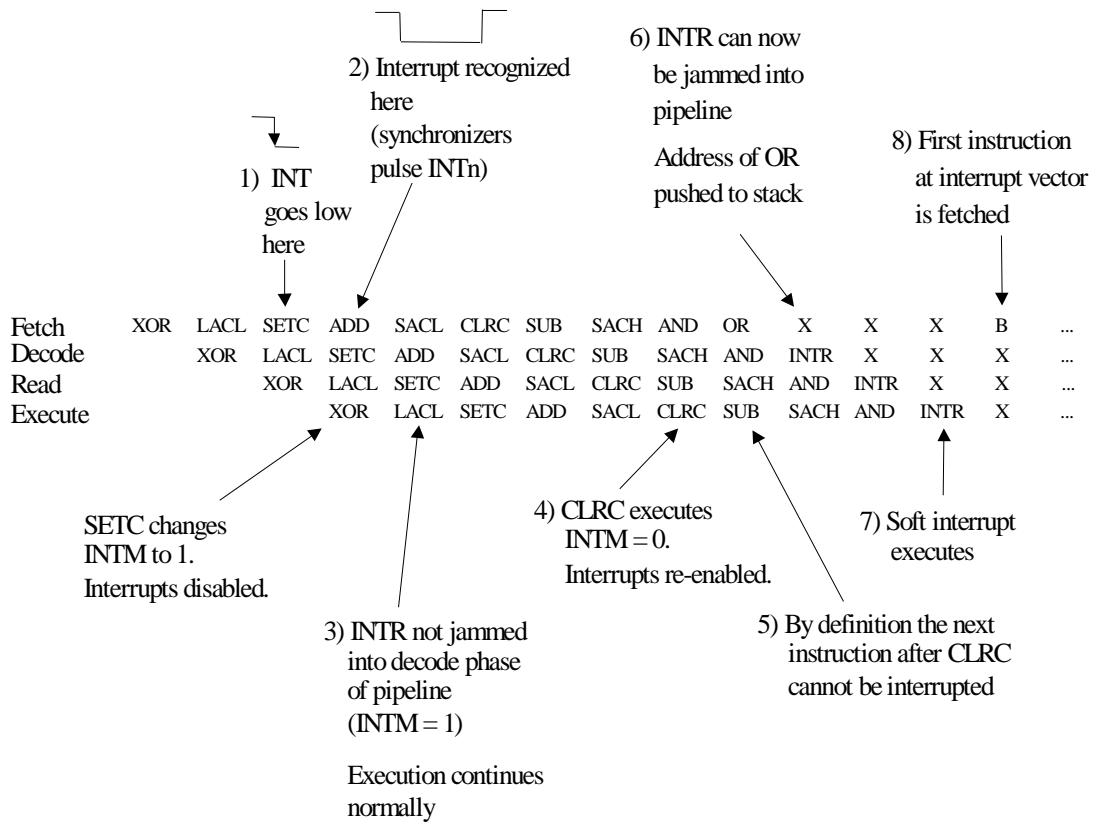 6) INTR can now
be jammed into
pipeline
Address of OR
pushed to stack
2) Interrupt recognized
here
(synchronizers
pulse INTn)
8) First instruction
at interrupt vector
is fetched
1) INT
goes low
here
Fetch XOR LACL SETC ADD SACL CLRC SUB SACH AND OR X X X B ...
Decode XOR LACL SETC ADD SACL CLRC SUB SACH AND INTR X X X ...
Read XOR LACL SETC ADD SACL CLRC SUB SACH AND INTR X X ...
Execute XOR LACL SETC ADD SACL CLRC SUB SACH AND INTR X ...
SETC changes
INTM to 1.
Interrupts disabled.
4) CLRC executes
INTM = 0.
Interrupts re-enabled.
7) Soft interrupt
executes
3) INTR not jammed
into decode phase
of pipeline
(INTM = 1)
Execution continues
normally
5) By definition the next
instruction after CLRC
cannot be interrupted